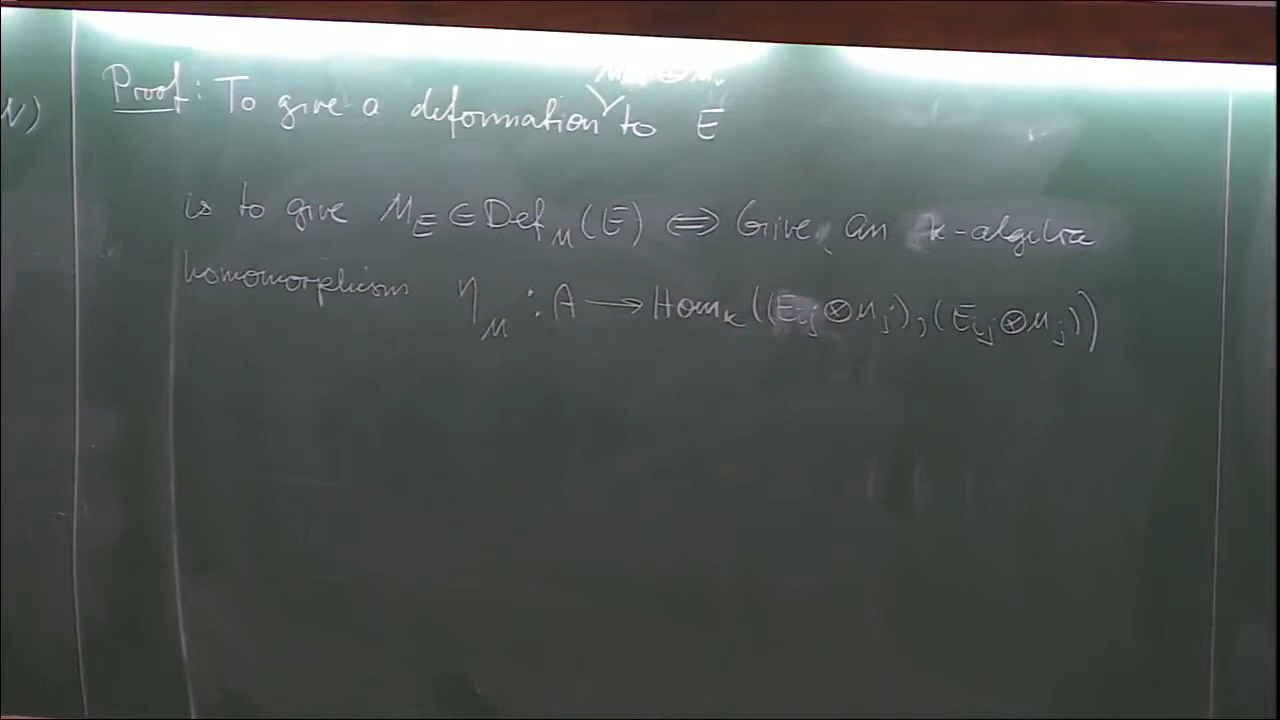 N)
Proof: To give a deformation to E
is to give M_E ∈ Def_M(E) ⇔ Give an k-algebra
homomorphism η_M : A ⟶ Hom_k((E_ij ⊗ M_j), (E_ij ⊗ M_j))